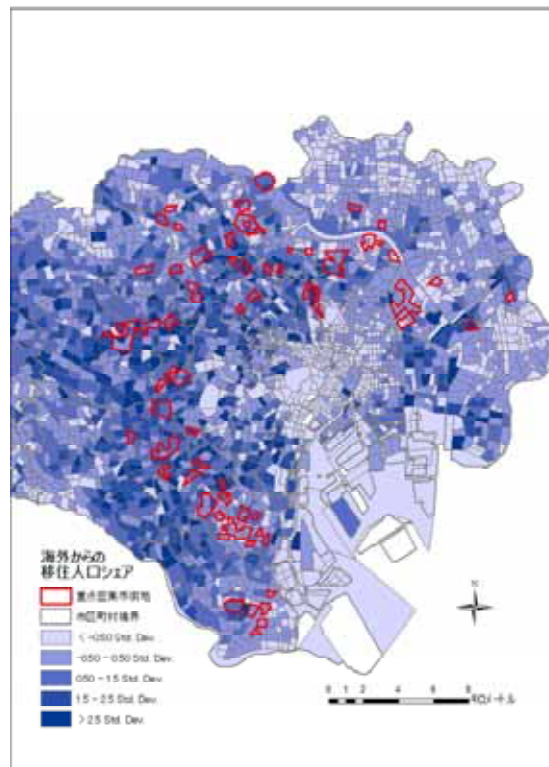 海外からの
移住人口シェア
重点密集市街地
市区町村境界
< -0.50 Std. Dev.
-0.50 - 0.50 Std. Dev.
0.50 - 1.5 Std. Dev.
1.5 - 2.5 Std. Dev.
> 2.5 Std. Dev.
N
0 1 2 4 6 8
キロメートル